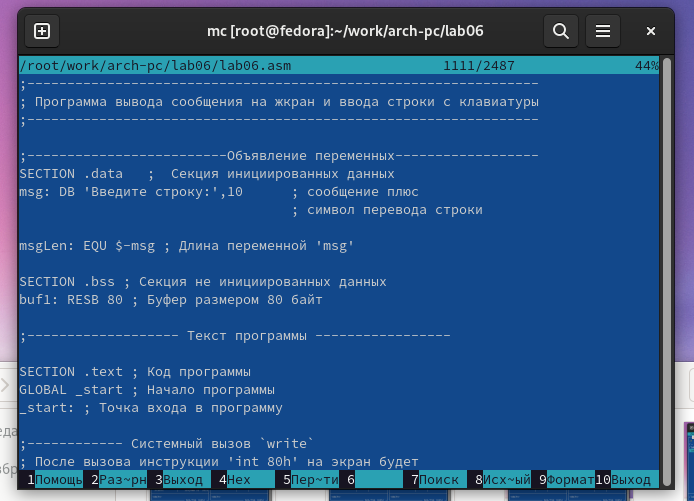 mc [root@fedora]:~/work/arch-pc/lab06
/root/work/arch-pc/lab06/lab06.asm 1111/2487 44%
;----------------------------------------------------------------
; Программа вывода сообщения на жкран и ввода строки с клавиатуры
;----------------------------------------------------------------
;-------------------------Объявление переменных------------------
SECTION .data   ;  Секция инициированных данных
msg: DB 'Введите строку:',10      ; сообщение плюс
; символ перевода строки
msgLen: EQU $-msg ; Длина переменной 'msg'
SECTION .bss ; Секция не инициированных данных
buf1: RESB 80 ; Буфер размером 80 байт
;------------------- Текст программы -----------------
SECTION .text ; Код программы
GLOBAL _start ; Начало программы
_start: ; Точка входа в программу
;------------ Системный вызов `write`
; После вызова инструкции 'int 80h' на экран будет
1Помощь 2Раз~рн 3Выход 4Hex 5Пер~ти 6 7Поиск 8Исх~ый 9Формат 10Выход